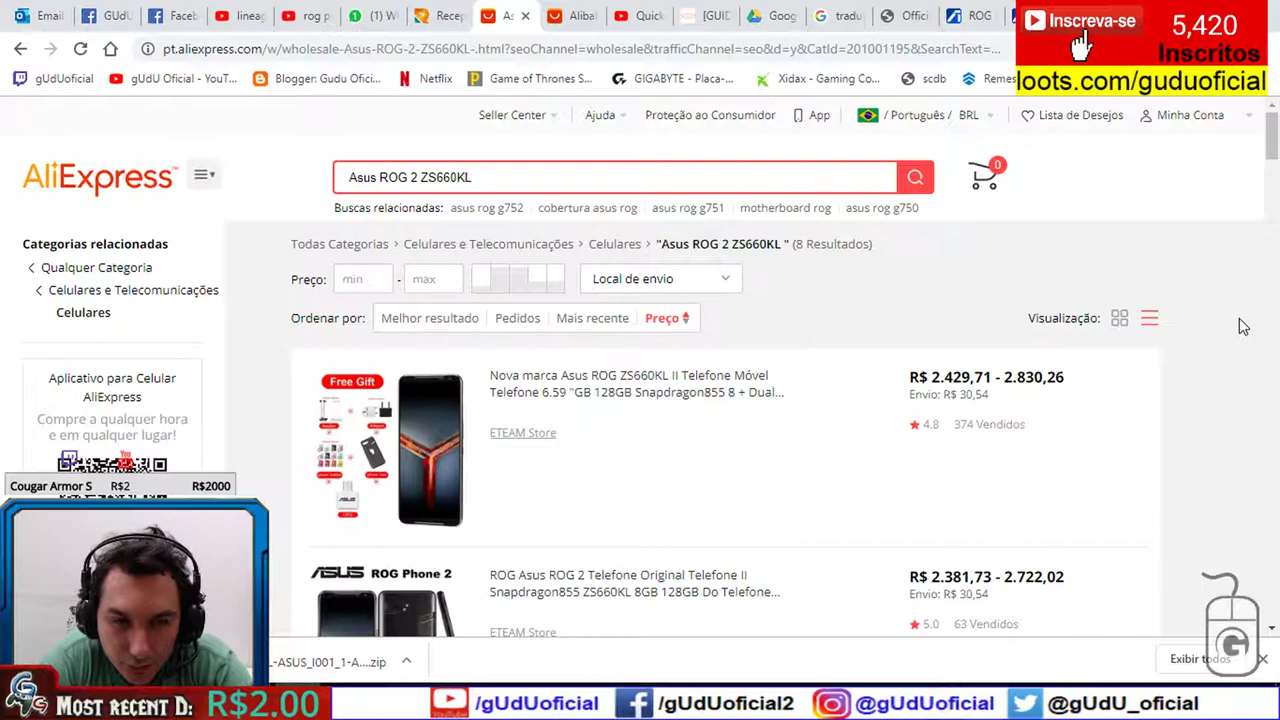 Email
GUdU
Faceb
lineag
rog p
(1) W
Recep
As
Alibal
Quick
[GUID
Goog
tradu
Offici
ROG
Inscreva-se
5,420
Inscritos
loots.com/guduoficial
pt.aliexpress.com/w/wholesale-Asus-ROG-2-ZS660KL-.html?seoChannel=wholesale&trafficChannel=seo&d=y&CatId=201001195&SearchText=...
gUdUoficial
gUdU Oficial - YouT...
Blogger: Gudu Ofici...
Netflix
Game of Thrones S...
GIGABYTE - Placa-...
Xidax - Gaming Co...
scdb
Remes
Seller Center
Ajuda
Proteção ao Consumidor
App
/ Português / BRL
Lista de Desejos
Minha Conta
AliExpress
Asus ROG 2 ZS660KL
0
Buscas relacionadas: asus rog g752 cobertura asus rog asus rog g751 motherboard rog asus rog g750
Categorias relacionadas
Qualquer Categoria
Celulares e Telecomunicações
Celulares
Todas Categorias > Celulares e Telecomunicações > Celulares > "Asus ROG 2 ZS660KL " (8 Resultados)
Preço: min - max
Local de envio
Ordenar por: Melhor resultado Pedidos Mais recente Preço
Visualização:
Aplicativo para Celular
AliExpress
Compre a qualquer hora
e em qualquer lugar!
Free Gift
Nova marca Asus ROG ZS660KL II Telefone Móvel
Telefone 6.59 "GB 128GB Snapdragon855 8 + Dual...
ETEAM Store
R$ 2.429,71 - 2.830,26
Envio: R$ 30,54
4.8 374 Vendidos
ASUS ROG Phone 2
ROG Asus ROG 2 Telefone Original Telefone II
Snapdragon855 ZS660KL 8GB 128GB Do Telefone...
ETEAM Store
R$ 2.381,73 - 2.722,02
Envio: R$ 30,54
5.0 63 Vendidos
Cougar Armor S R$2 R$2000
L-ASUS_I001_1-A....zip
Exibir todos
Most recent D: R$2.00
/gUdUoficial
/gUdUoficial2
@gUdUoficial
@gUdU_oficial